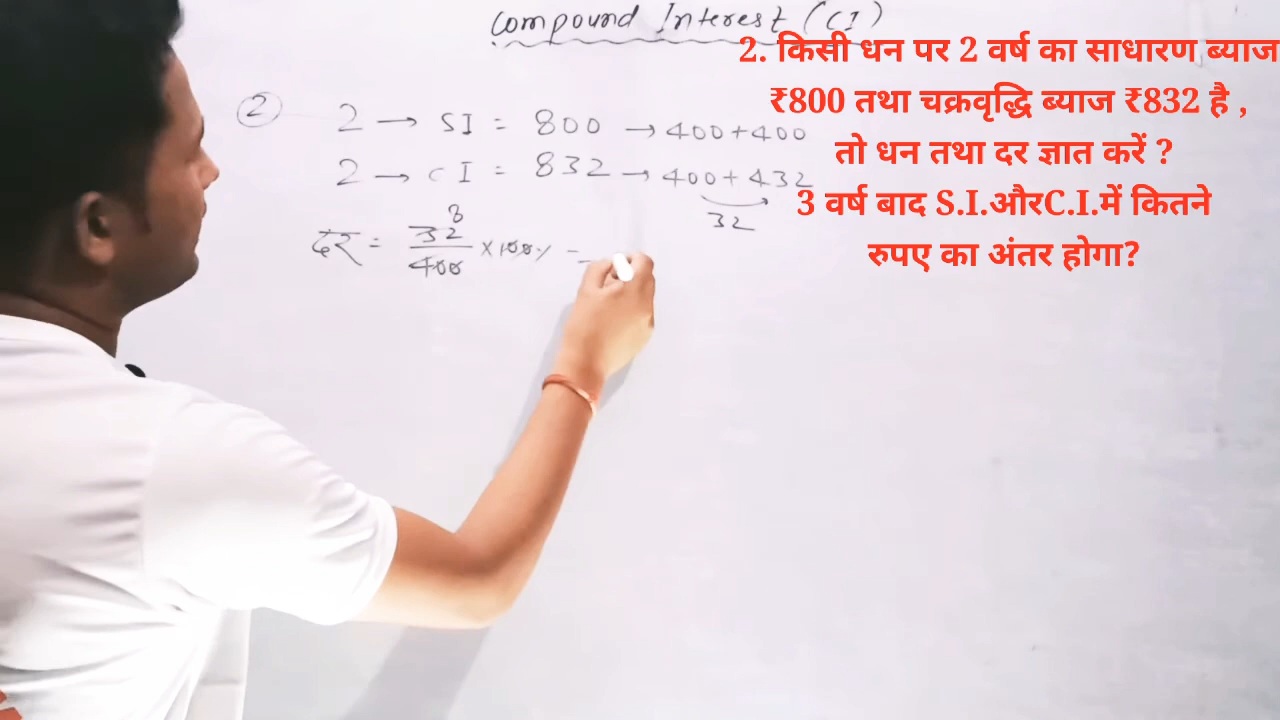 Compound Interest (CI)
2. किसी धन पर 2 वर्ष का साधारण ब्याज
₹800 तथा चक्रवृद्धि ब्याज ₹832 है ,
तो धन तथा दर ज्ञात करें ?
3 वर्ष बाद S.I.औरC.I.में कितने
रुपए का अंतर होगा?
② 2 → SI = 800 → 400+400
2 → CI = 832 → 400+432
32
8
दर = 32/400 ×100% =